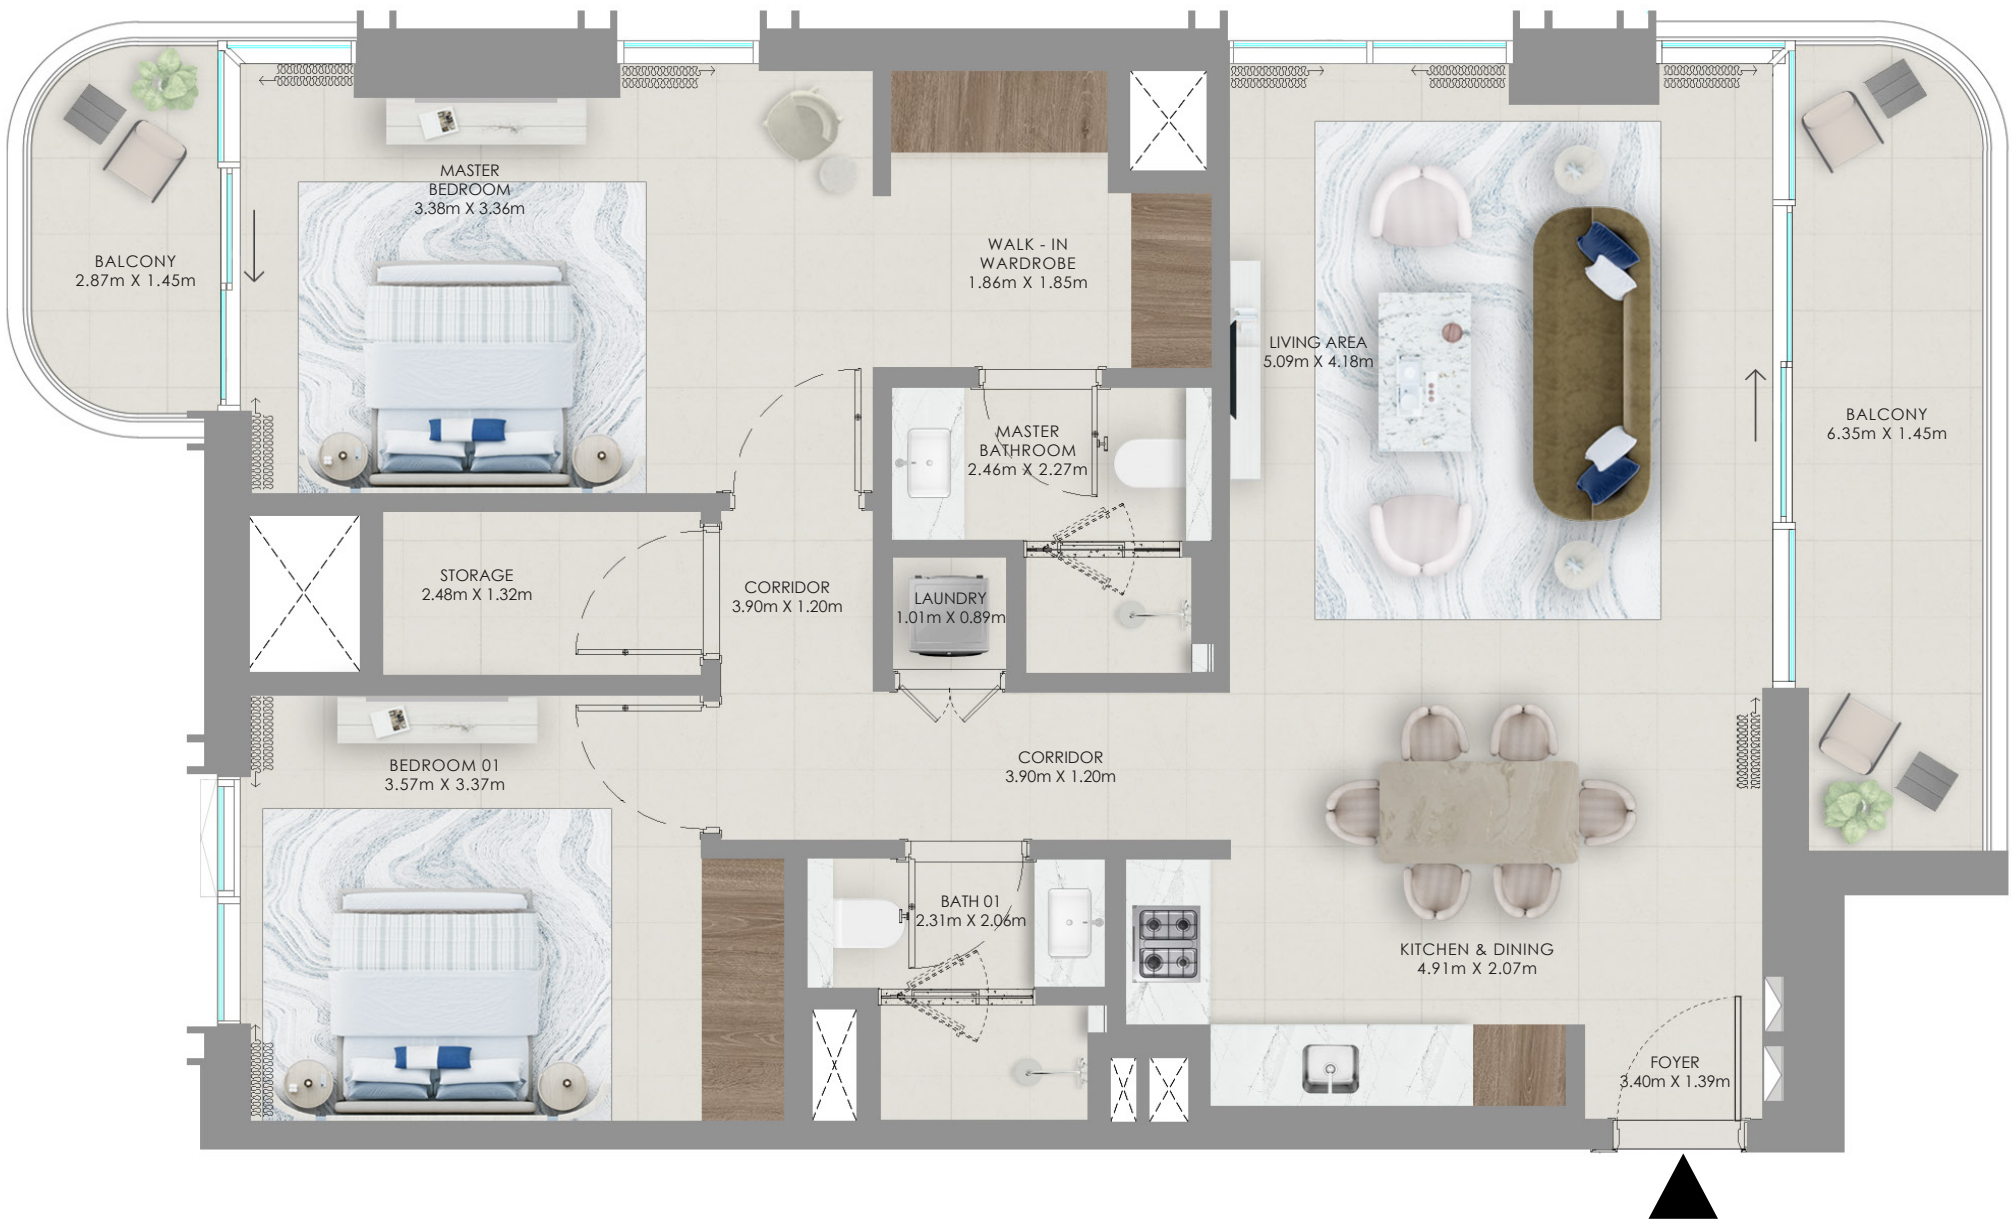 MASTER
BEDROOM
3.38m X 3.36m
BALCONY
2.87m X 1.45m
WALK - IN
WARDROBE
1.86m X 1.85m
LIVING AREA
5.09m X 4.18m
BALCONY
6.35m X 1.45m
MASTER
BATHROOM
2.46m X 2.27m
STORAGE
2.48m X 1.32m
CORRIDOR
3.90m X 1.20m
LAUNDRY
1.01m X 0.89m
BEDROOM 01
3.57m X 3.37m
CORRIDOR
3.90m X 1.20m
BATH 01
2.31m X 2.06m
KITCHEN & DINING
4.91m X 2.07m
FOYER
3.40m X 1.39m